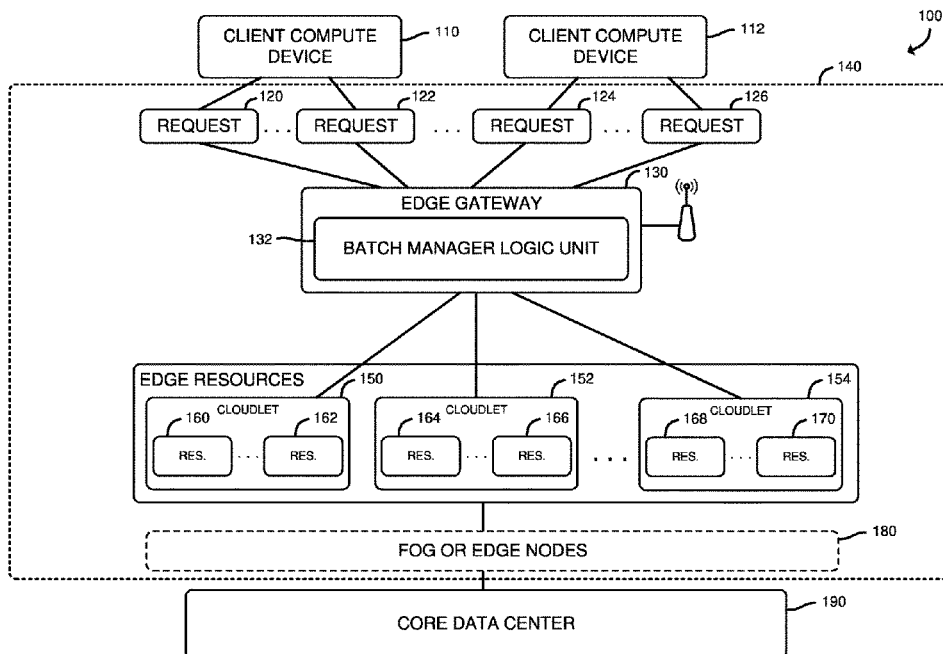 100
CLIENT COMPUTE
DEVICE
110
CLIENT COMPUTE
DEVICE
112
140
REQUEST
120
. . .
REQUEST
122
. . .
REQUEST
124
. . .
REQUEST
126
130
EDGE GATEWAY
132
BATCH MANAGER LOGIC UNIT
EDGE RESOURCES
150
CLOUDLET
160
RES.
. . .
162
RES.
152
CLOUDLET
164
RES.
. . .
166
RES.
. . .
154
CLOUDLET
168
RES.
. . .
170
RES.
FOG OR EDGE NODES
180
CORE DATA CENTER
190